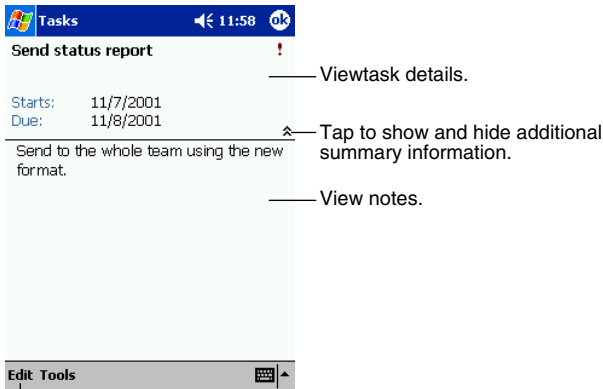 Tasks 11:58 ok
Send status report !
Viewtask details.
Starts: 11/7/2001
Due: 11/8/2001
Tap to show and hide additional
summary information.
Send to the whole team using the new
format.
View notes.
Edit Tools